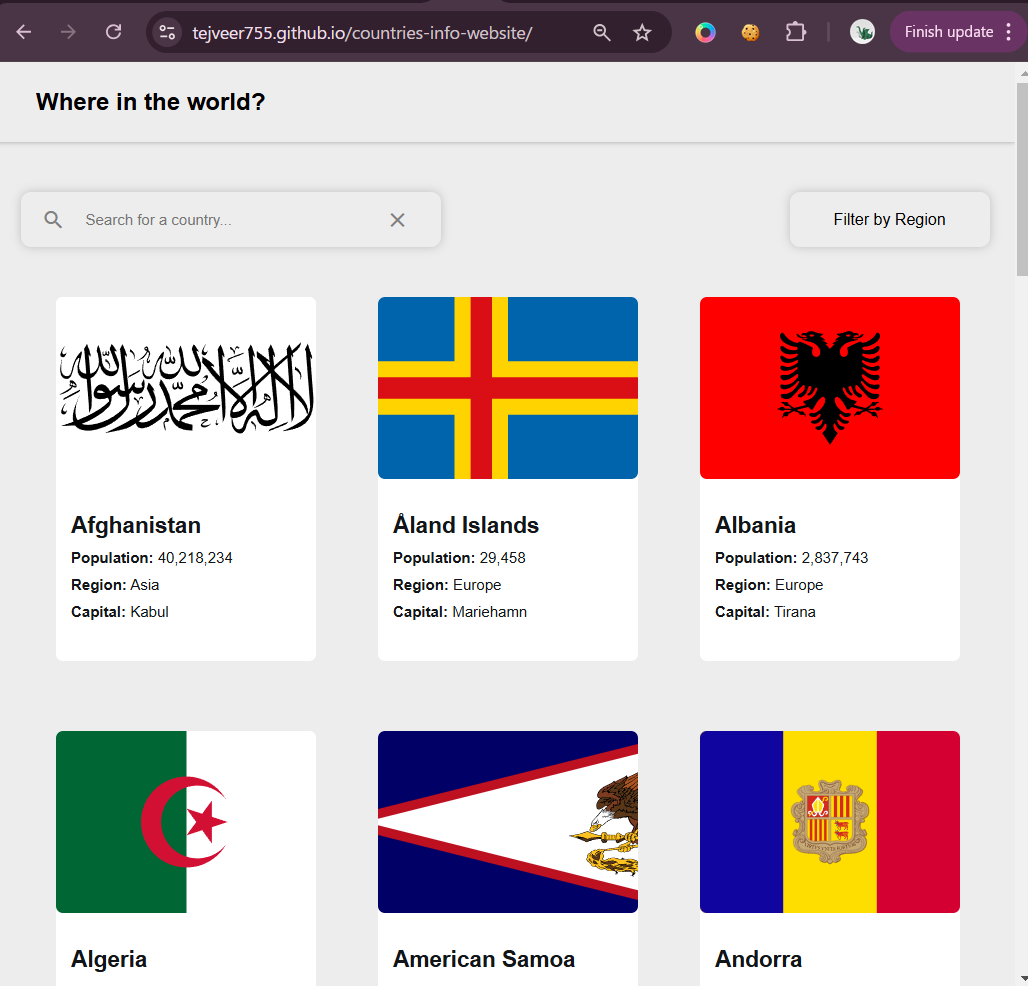 tejveer755.github.io/countries-info-website/
Finish update
Where in the world?
Search for a country...
Filter by Region
لا إله إلا الله محمد رسول الله
Afghanistan
Population: 40,218,234
Region: Asia
Capital: Kabul
Åland Islands
Population: 29,458
Region: Europe
Capital: Mariehamn
Albania
Population: 2,837,743
Region: Europe
Capital: Tirana
Algeria
American Samoa
Andorra